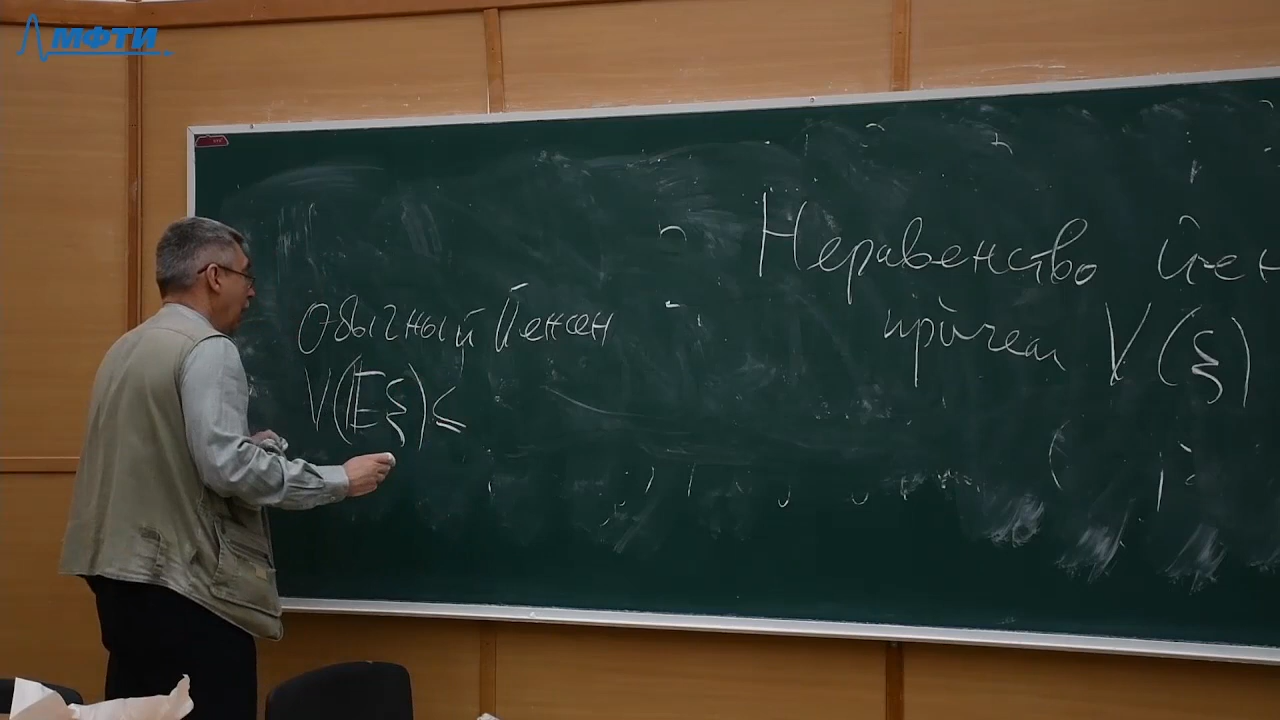 МФТИ
Неравенство Йен
причем V(ξ)
Обычный Йенсен
V(𝔼ξ)≤